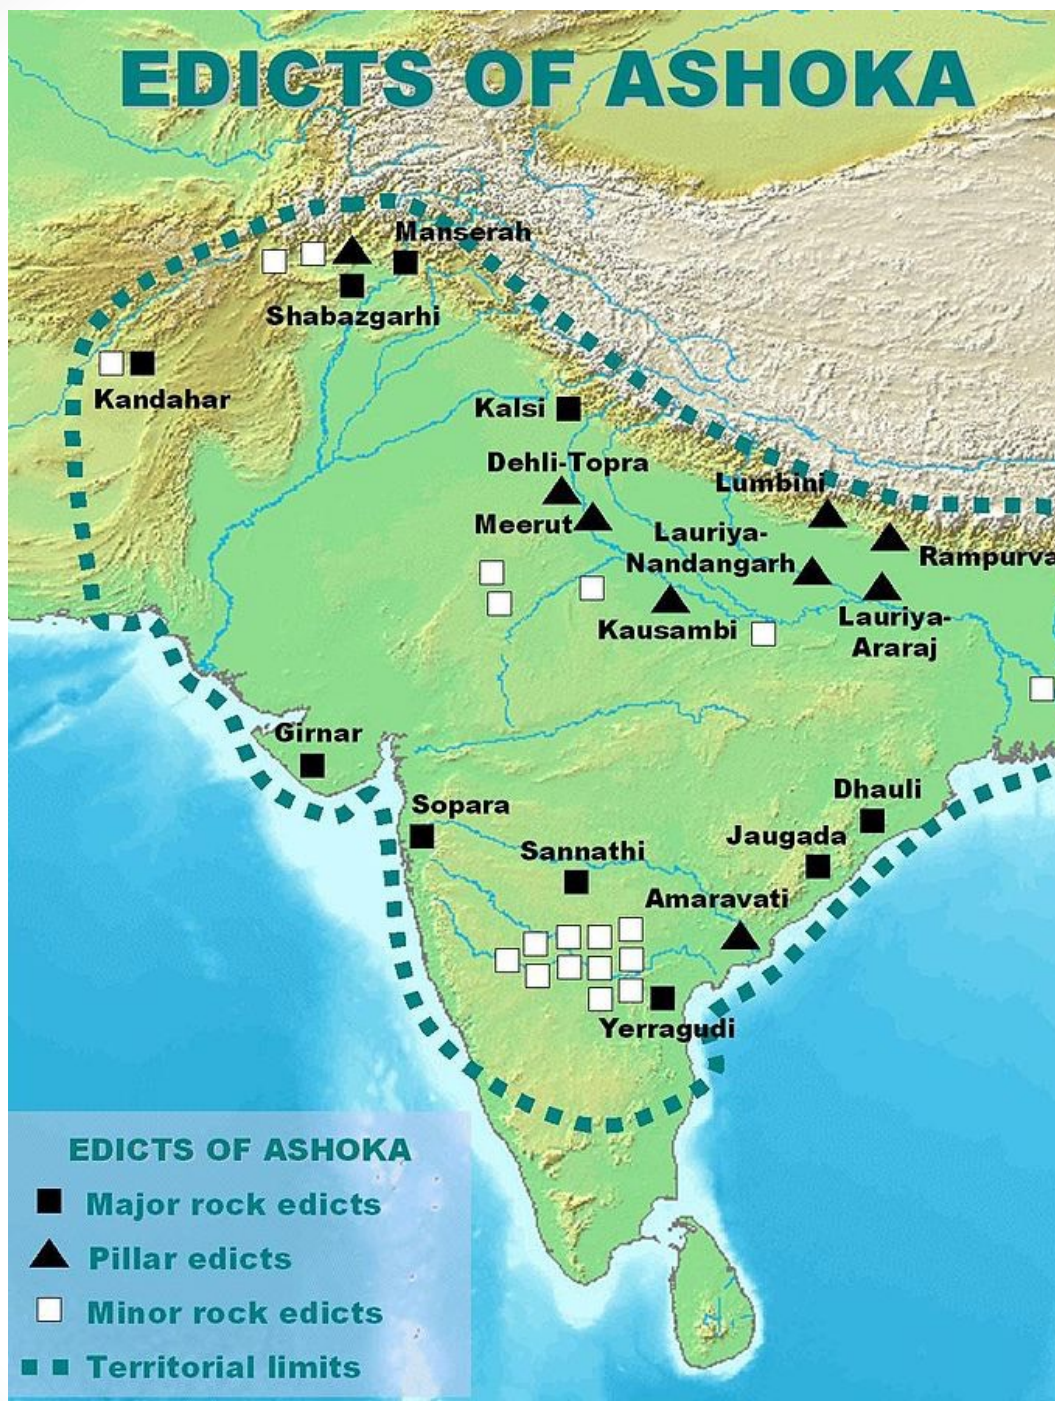 EDICTS OF ASHOKA
Manserah
Shabazgarhi
Kandahar
Kalsi
Dehli-Topra
Lumbini
Meerut
Lauriya-
Nandangarh
Rampurva
Kausambi
Lauriya-
Araraj
Girnar
Dhauli
Sopara
Jaugada
Sannathi
Amaravati
Yerragudi
EDICTS OF ASHOKA
Major rock edicts
Pillar edicts
Minor rock edicts
Territorial limits